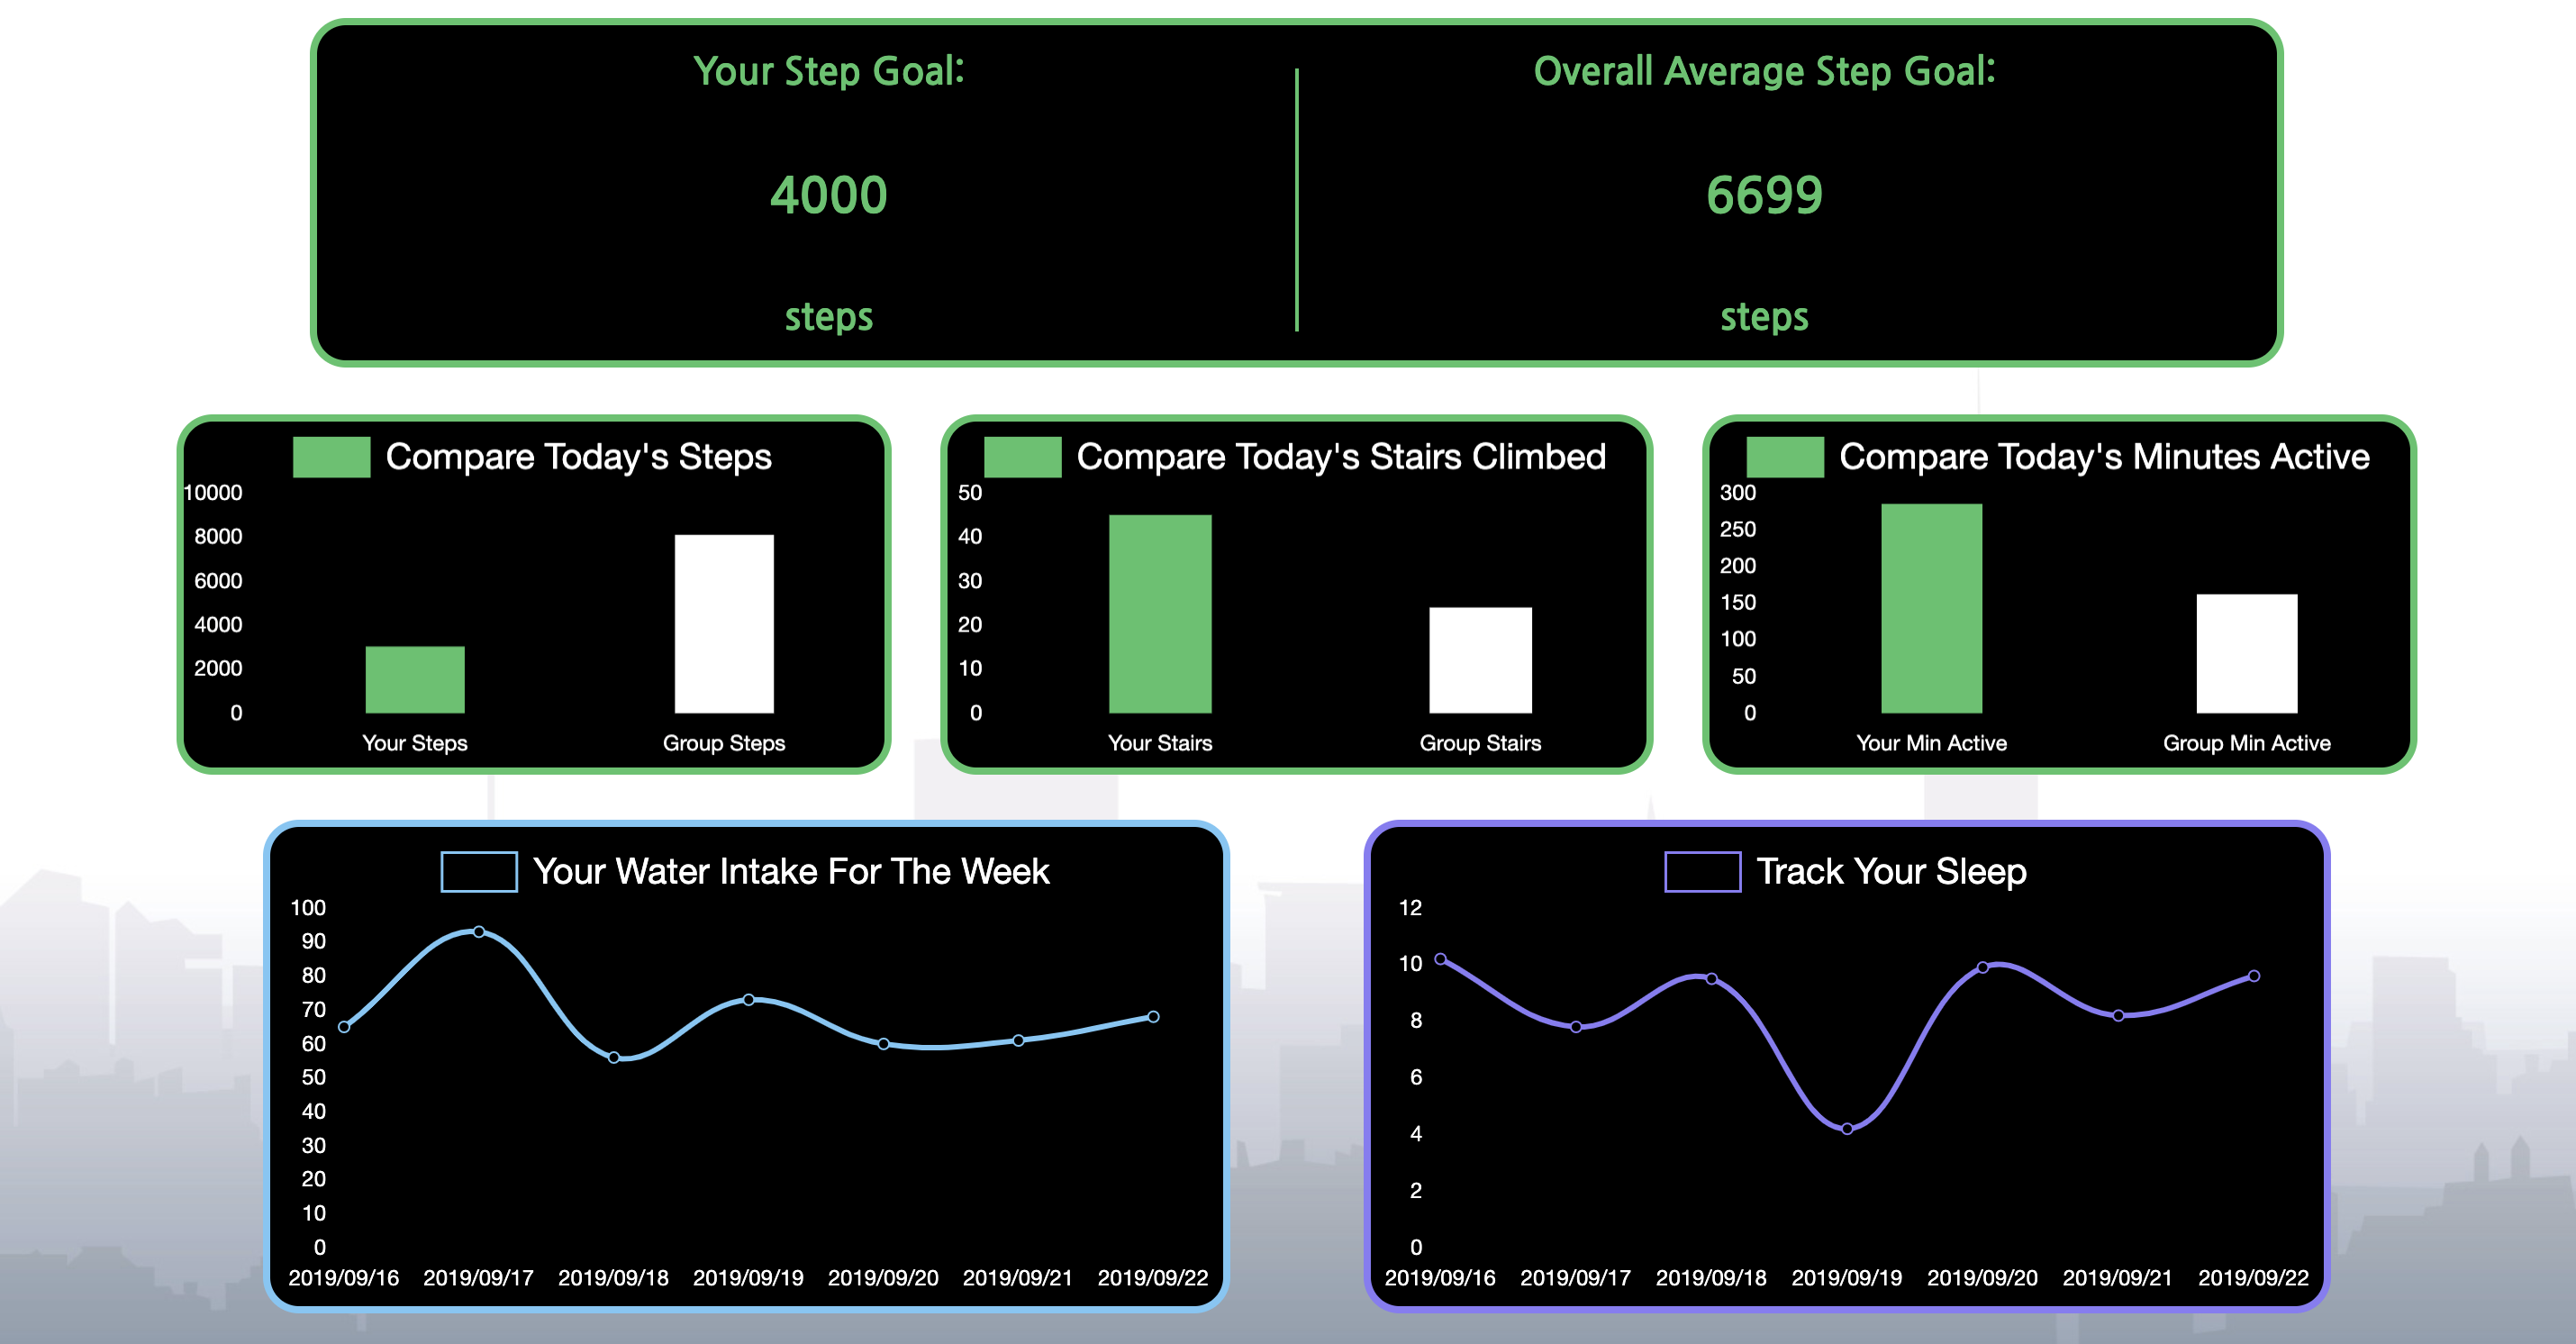 Your Step Goal:
4000
steps
Overall Average Step Goal:
6699
steps
Compare Today's Steps
10000
8000
6000
4000
2000
0
Your Steps Group Steps
Compare Today's Stairs Climbed
50
40
30
20
10
0
Your Stairs Group Stairs
Compare Today's Minutes Active
300
250
200
150
100
50
0
Your Min Active Group Min Active
Your Water Intake For The Week
100
90
80
70
60
50
40
30
20
10
0
2019/09/16 2019/09/17 2019/09/18 2019/09/19 2019/09/20 2019/09/21 2019/09/22
Track Your Sleep
12
10
8
6
4
2
0
2019/09/16 2019/09/17 2019/09/18 2019/09/19 2019/09/20 2019/09/21 2019/09/22